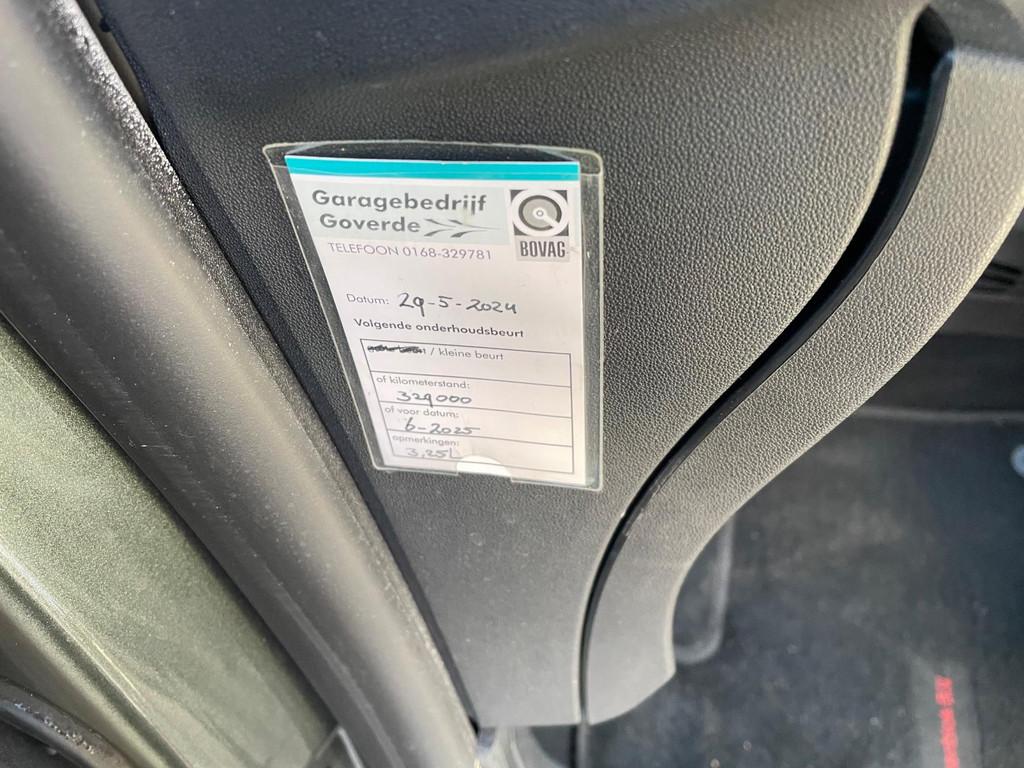 Garagebedrijf
Goverde
BOVAG
TELEFOON 0168-329781
Datum: 29-5-2024
Volgende onderhoudsbeurt
/ kleine beurt
of kilometerstand:
329000
of voor datum:
6-2025
opmerkingen:
3,25L